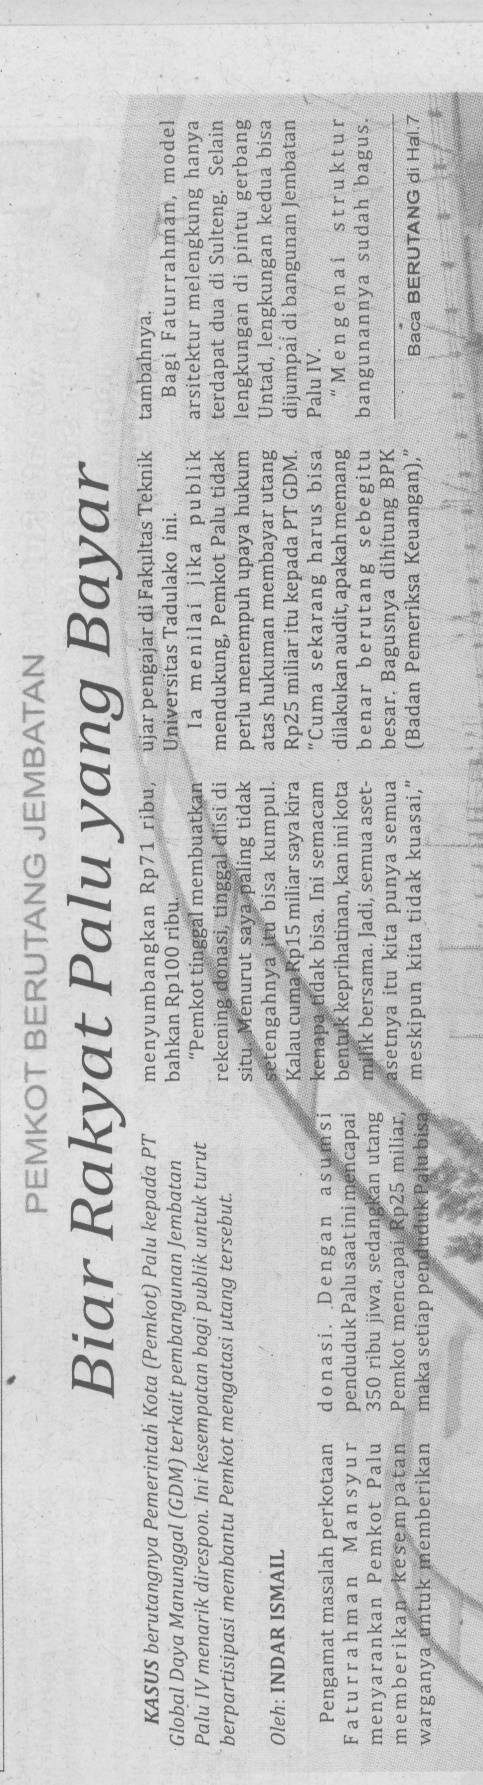 PEMKOT BERUTANG JEMBATAN
Biar Rakyat Palu yang Bayar
KASUS berutangnya Pemerintah Kota (Pemkot) Palu kepada PT
Global Daya Manunggal (GDM) terkait pembangunan Jembatan
Palu IV menarik direspon. Ini kesempatan bagi publik untuk turut
berpartisipasi membantu Pemkot mengatasi utang tersebut.
Oleh: INDAR ISMAIL
Pengamat masalah perkotaan
Faturrahman Mansyur
menyarankan Pemkot Palu
memberikan kesempatan
warganya untuk memberikan
donasi. Dengan asumsi
penduduk Palu saat ini mencapai
350 ribu jiwa, sedangkan utang
Pemkot mencapai Rp25 miliar,
maka setiap penduduk Palu bisa
menyumbangkan Rp71 ribu,
bahkan Rp100 ribu.
“Pemkot tinggal membuatkan
rekening donasi, tinggal diisi di
situ. Menurut saya paling tidak
setengahnya itu bisa kumpul.
Kalau cuma Rp15 miliar saya kira
kenapa tidak bisa. Ini semacam
bentuk keprihatinan, kan ini kota
milik bersama. Jadi, semua aset-
asetnya itu kita punya semua
meskipun kita tidak kuasai,”
ujar pengajar di Fakultas Teknik
Universitas Tadulako ini.
Ia menilai jika publik
mendukung, Pemkot Palu tidak
perlu menempuh upaya hukum
atas hukuman membayar utang
Rp25 miliar itu kepada PT GDM.
“Cuma sekarang harus bisa
dilakukan audit, apakah memang
benar berutang sebegitu
besar. Bagusnya dihitung BPK
(Badan Pemeriksa Keuangan),”
tambahnya.
Bagi Faturrahman, model
arsitektur melengkung hanya
terdapat dua di Sulteng. Selain
lengkungan di pintu gerbang
Untad, lengkungan kedua bisa
dijumpai di bangunan Jembatan
Palu IV.
“Mengenai struktur
bangunannya sudah bagus.
Baca BERUTANG di Hal.7